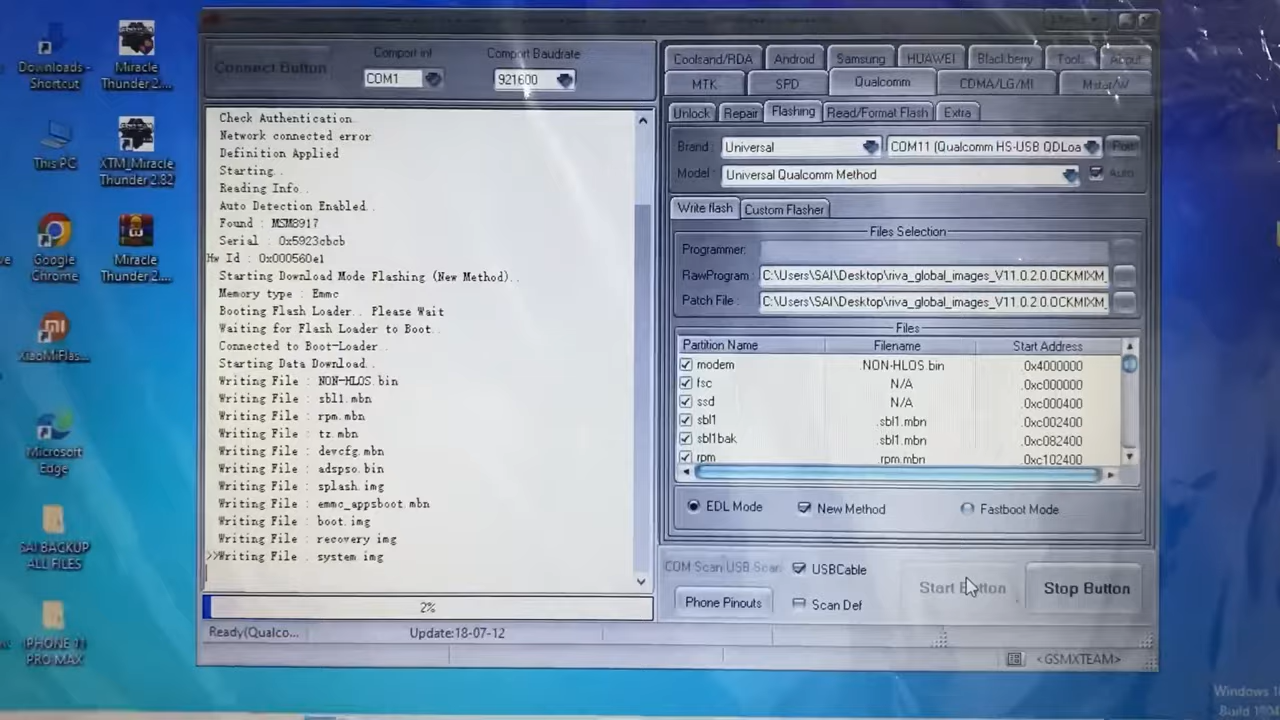 Downloads -
Shortcut
Miracle
Thunder 2....
This PC
XTM_Miracle
Thunder 2.82
Google
Chrome
Miracle
Thunder 2....
XiaoMiFlas...
Microsoft
Edge
SAI BACKUP
ALL FILES
IPHONE 11
PRO MAX
Connect Button
Comport inf
Comport Baudrate
COM1
921600
Check Authentication
Network connected error
Definition Applied
Starting..
Reading Info..
Auto Detection Enabled..
Found : MSM8917
Serial : 0x5923cbcb
Hw Id : 0x000560e1
Starting Download Mode Flashing (New Method)..
Memory type : Emmc
Booting Flash Loader.. Please Wait
Waiting for Flash Loader to Boot..
Connected to Boot-Loader..
Starting Data Download..
Writing File : NON-HLOS.bin
Writing File : sbl1.mbn
Writing File : rpm.mbn
Writing File : tz.mbn
Writing File : devcfg.mbn
Writing File : adspso.bin
Writing File : splash.img
Writing File : emmc_appsboot.mbn
Writing File : boot.img
Writing File : recovery.img
>>Writing File : system.img
2%
Ready(Qualco...
Update:18-07-12
Coolsand/RDA
Android
Samsung
HUAWEI
Blackberry
Tools
About
MTK
SPD
Qualcomm
CDMA/LG/MI
Mstar/W
Unlock
Repair
Flashing
Read/Format Flash
Extra
Brand :
Universal
COM11 (Qualcomm HS-USB QDLoa
Model :
Universal Qualcomm Method
Auto
Write flash
Custom Flasher
Files Selection
Programmer:
RawProgram :
C:\Users\SAI\Desktop\riva_global_images_V11.0.2.0.OCKMIXM_
Patch File :
C:\Users\SAI\Desktop\riva_global_images_V11.0.2.0.OCKMIXM_
Files
Partition Name
Filename
Start Address
modem
.NON-HLOS.bin
.0x4000000
fsc
N/A
.0xc000000
ssd
N/A
.0xc000400
sbl1
.sbl1.mbn
.0xc002400
sbl1bak
.sbl1.mbn
.0xc082400
rpm
.rpm.mbn
.0xc102400
EDL Mode
New Method
Fastboot Mode
COM Scan USB Scan
USBCable
Start Button
Stop Button
Phone Pinouts
Scan Def
<GSMXTEAM>